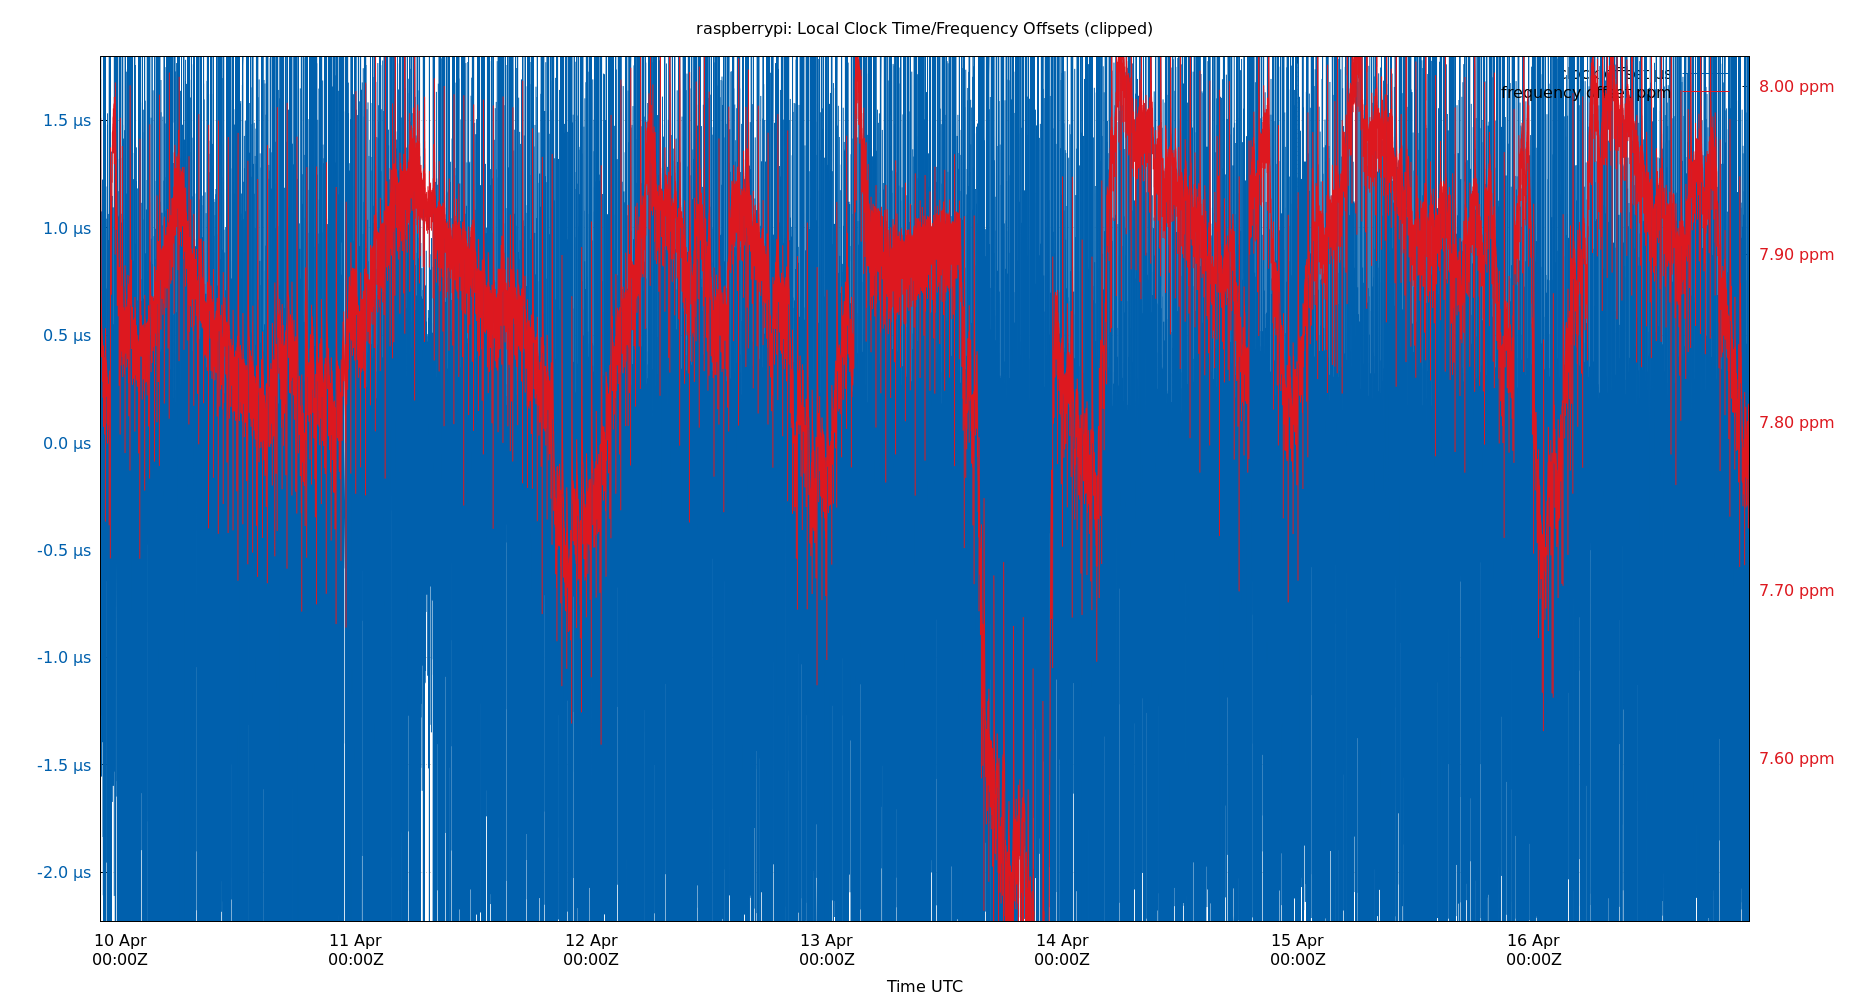 raspberrypi: Local Clock Time/Frequency Offsets (clipped)
clock offset µs
frequency offset ppm
1.5 µs
1.0 µs
0.5 µs
0.0 µs
-0.5 µs
-1.0 µs
-1.5 µs
-2.0 µs
8.00 ppm
7.90 ppm
7.80 ppm
7.70 ppm
7.60 ppm
10 Apr
00:00Z
11 Apr
00:00Z
12 Apr
00:00Z
13 Apr
00:00Z
14 Apr
00:00Z
15 Apr
00:00Z
16 Apr
00:00Z
Time UTC